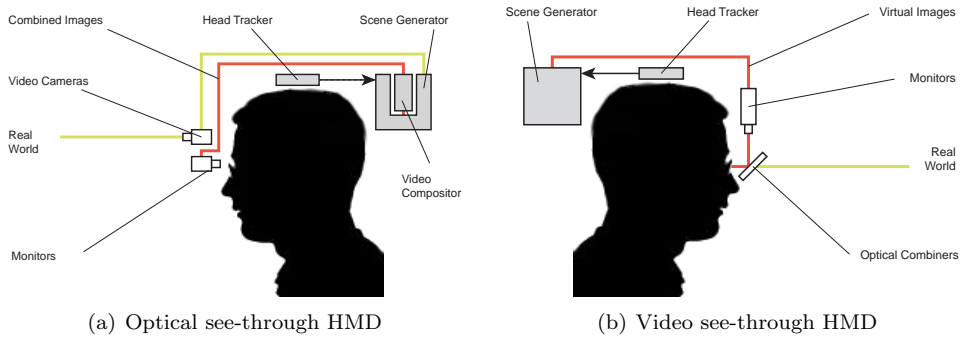 Combined Images
Head Tracker
Scene Generator
Video Cameras
Real
World
Video
Compositor
Monitors
(a) Optical see-through HMD
Scene Generator
Head Tracker
Virtual Images
Monitors
Real
World
Optical Combiners
(b) Video see-through HMD